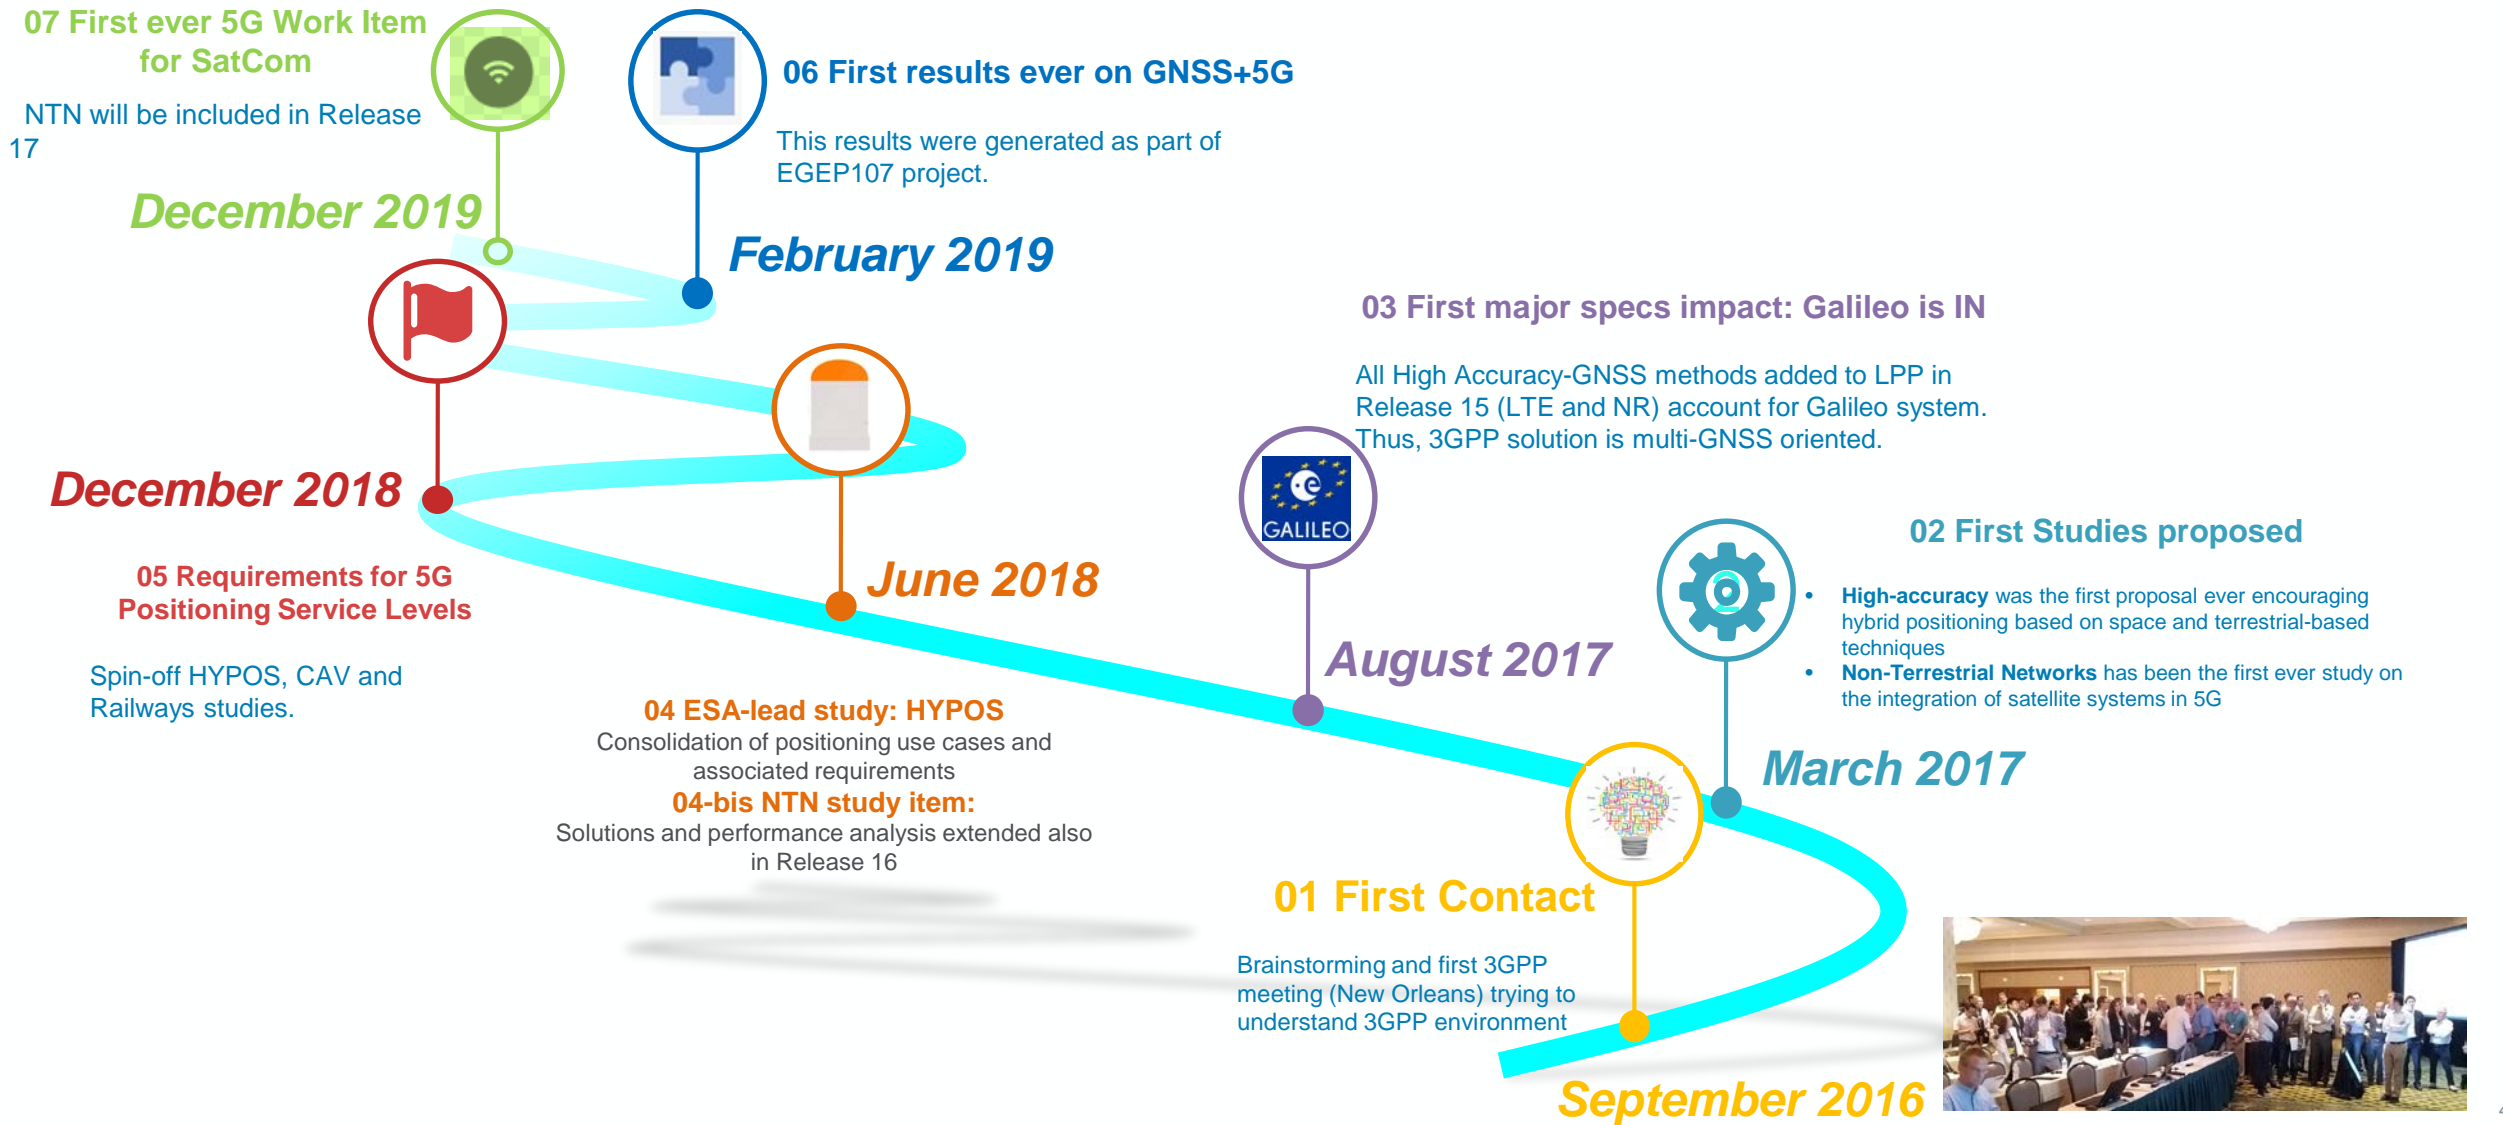 07 First ever 5G Work Item
for SatCom
NTN will be included in Release
17
December 2019
06 First results ever on GNSS+5G
This results were generated as part of
EGEP107 project.
February 2019
03 First major specs impact: Galileo is IN
All High Accuracy-GNSS methods added to LPP in
Release 15 (LTE and NR) account for Galileo system.
Thus, 3GPP solution is multi-GNSS oriented.
GALILEO
August 2017
December 2018
05 Requirements for 5G
Positioning Service Levels
Spin-off HYPOS, CAV and
Railways studies.
June 2018
04 ESA-lead study: HYPOS
Consolidation of positioning use cases and
associated requirements
04-bis NTN study item:
Solutions and performance analysis extended also
in Release 16
02 First Studies proposed
2
• High-accuracy was the first proposal ever encouraging
hybrid positioning based on space and terrestrial-based
techniques
• Non-Terrestrial Networks has been the first ever study on
the integration of satellite systems in 5G
March 2017
01 First Contact
Brainstorming and first 3GPP
meeting (New Orleans) trying to
understand 3GPP environment
September 2016